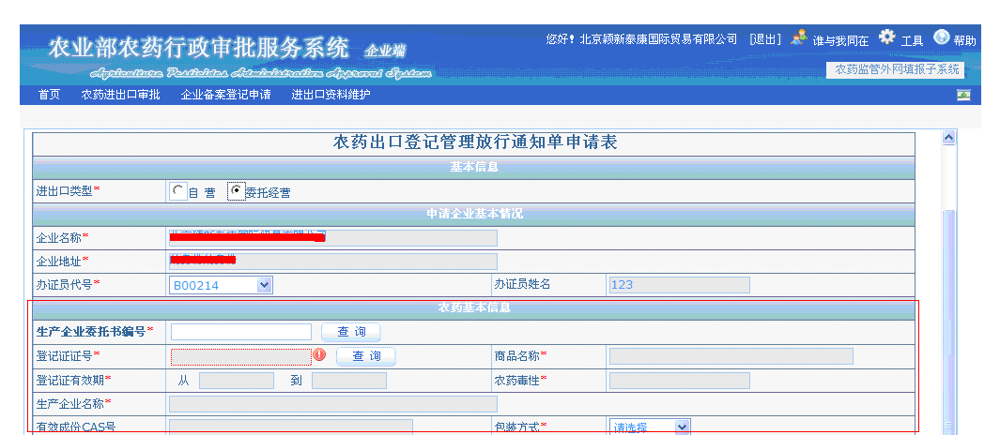 农业部农药行政审批服务系统 企业端
您好! 北京颖新泰康国际贸易有限公司 [退出] 谁与我同在 工具 帮助
Agriculture Pesticides Administration Approval System
农药监管外网填报子系统
首页 农药进出口审批 企业备案登记申请 进出口资料维护
农药出口登记管理放行通知单申请表
基本信息
进出口类型* 自 营 委托经营
申请企业基本情况
企业名称*
企业地址*
办证员代号* B00214 办证员姓名 123
农药基本信息
生产企业委托书编号* 查 询
登记证证号* 查 询 商品名称*
登记证有效期* 从 到 农药毒性*
生产企业名称*
有效成份CAS号 包装方式* 请选择